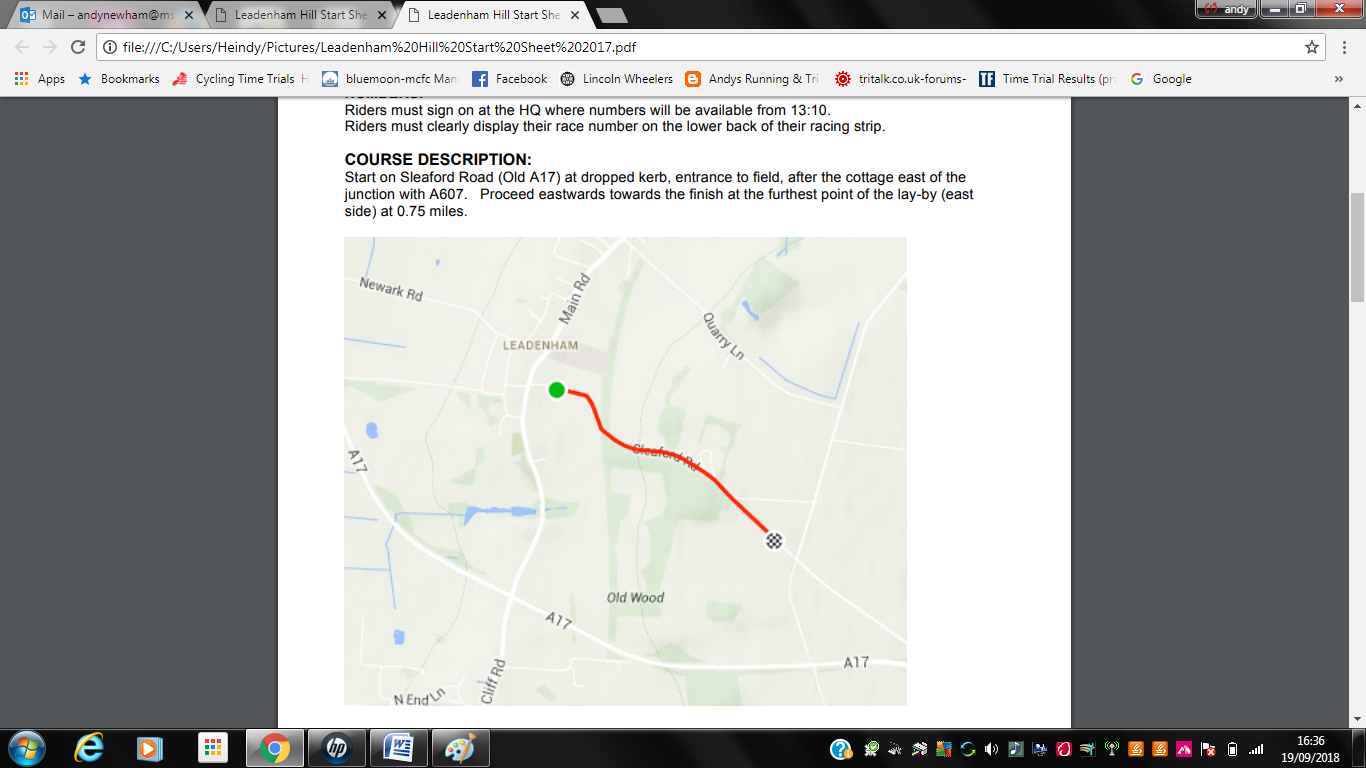 Mail – andynewham@ms
Leadenham Hill Start She
Leadenham Hill Start She
andy
file:///C:/Users/Heindy/Pictures/Leadenham%20Hill%20Start%20Sheet%202017.pdf
Apps
Bookmarks
Cycling Time Trials H
bluemoon-mcfc Man
Facebook
Lincoln Wheelers
Andys Running & Tri
tritalk.co.uk-forums-
Time Trial Results (pr
Google
»
Riders must sign on at the HQ where numbers will be available from 13:10.
Riders must clearly display their race number on the lower back of their racing strip.
COURSE DESCRIPTION:
Start on Sleaford Road (Old A17) at dropped kerb, entrance to field, after the cottage east of the
junction with A607. Proceed eastwards towards the finish at the furthest point of the lay-by (east
side) at 0.75 miles.
Newark Rd
Main Rd
LEADENHAM
Quarry Ln
Sleaford Rd
A17
Old Wood
A17
A17
Cliff Rd
N End Ln
16:36
19/09/2018